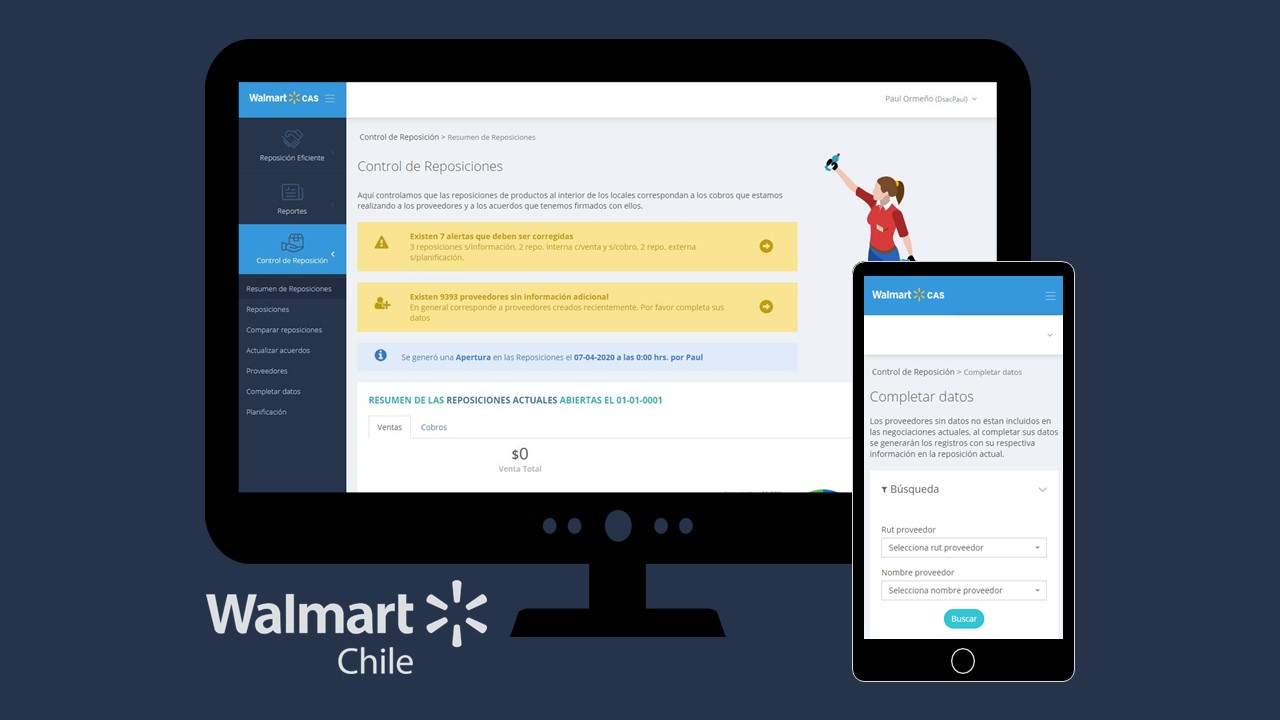 Walmart CAS
Paul Ormeño (DsacPaul)
Reposición Eficiente
Reportes
Control de Reposición
Resumen de Reposiciones
Reposiciones
Comparar reposiciones
Actualizar acuerdos
Proveedores
Completar datos
Planificación
Control de Reposición > Resumen de Reposiciones
Control de Reposiciones
Aquí controlamos que las reposiciones de productos al interior de los locales correspondan a los cobros que estamos
realizando a los proveedores y a los acuerdos que tenemos firmados con ellos.
Existen 7 alertas que deben ser corregidas
3 reposiciones s/información, 2 repo. interna c/venta y s/cobro, 2 repo. externa
s/planificación,
Existen 9393 proveedores sin información adicional
En general corresponde a proveedores creados recientemente. Por favor completa sus
datos
Se generó una Apertura en las Reposiciones el 07-04-2020 a las 0:00 hrs. por Paul
RESUMEN DE LAS REPOSICIONES ACTUALES ABIERTAS EL 01-01-0001
Ventas
Cobros
$0
Venta Total
Walmart CAS
Control de Reposición > Completar datos
Completar datos
Los proveedores sin datos no estan incluidos en
las negociaciones actuales, al completar sus datos
se generarán los registros con su respectiva
información en la reposición actual.
Búsqueda
Rut proveedor
Selecciona rut proveedor
Nombre proveedor
Selecciona nombre proveedor
Buscar
Walmart
Chile